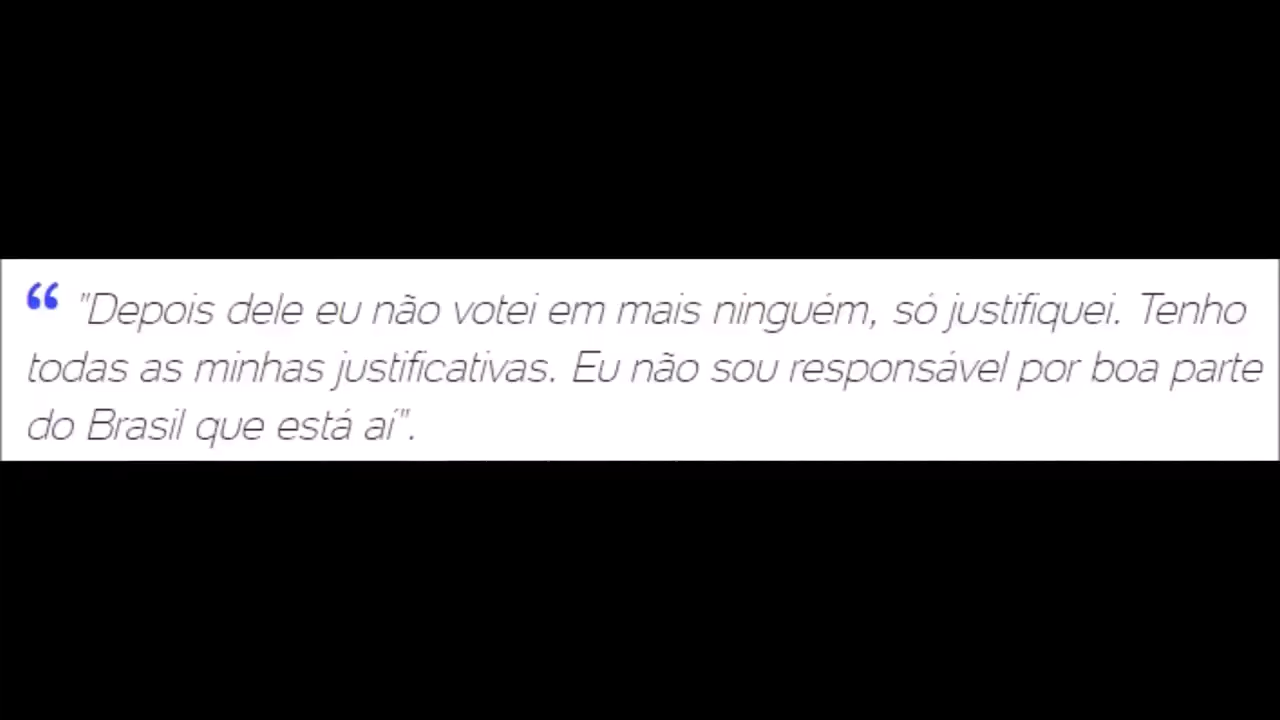 “ "Depois dele eu não votei em mais ninguém, só justifiquei. Tenho
todas as minhas justificativas. Eu não sou responsável por boa parte
do Brasil que está aí".